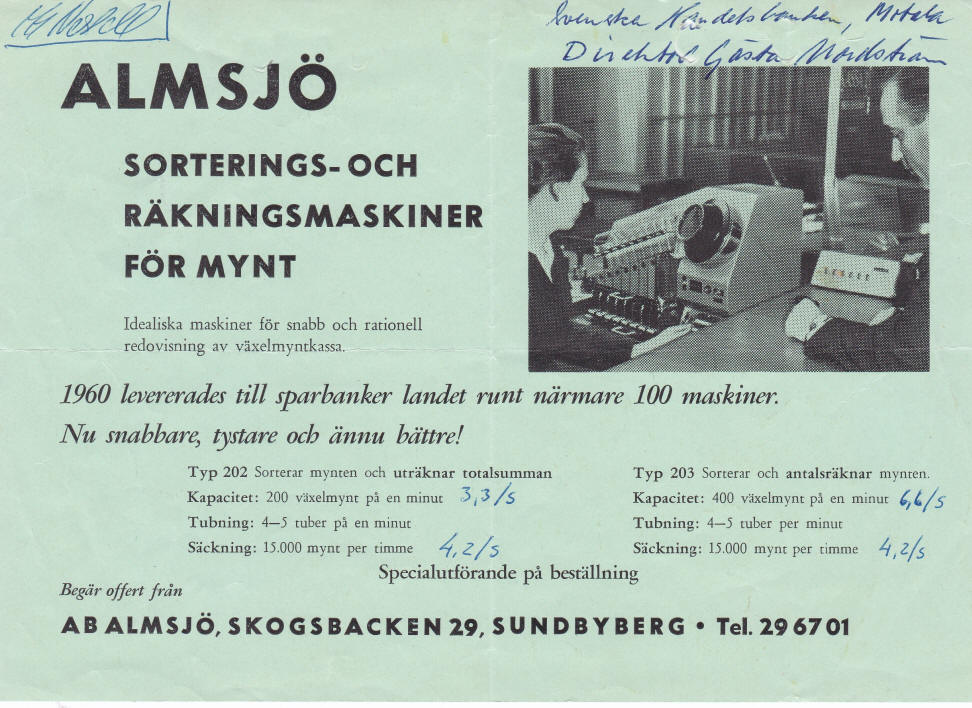 Svenska Handelsbanken, Motala
Direktör Gösta Nordström
ALMSJÖ
SORTERINGS- OCH
RÄKNINGSMASKINER
FÖR MYNT
Idealiska maskiner för snabb och rationell
redovisning av växelmyntkassa.
1960 levererades till sparbanker landet runt närmare 100 maskiner.
Nu snabbare, tystare och ännu bättre!
Typ 202 Sorterar mynten och uträknar totalsumman
Kapacitet: 200 växelmynt på en minut 3,3/s
Tubning: 4—5 tuber på en minut
Säckning: 15.000 mynt per timme 4,2/s
Typ 203 Sorterar och antalsräknar mynten.
Kapacitet: 400 växelmynt på en minut 6,6/s
Tubning: 4—5 tuber per minut
Säckning: 15.000 mynt per timme 4,2/s
Specialutförande på beställning
Begär offert från
AB ALMSJÖ, SKOGSBACKEN 29, SUNDBYBERG • Tel. 29 67 01